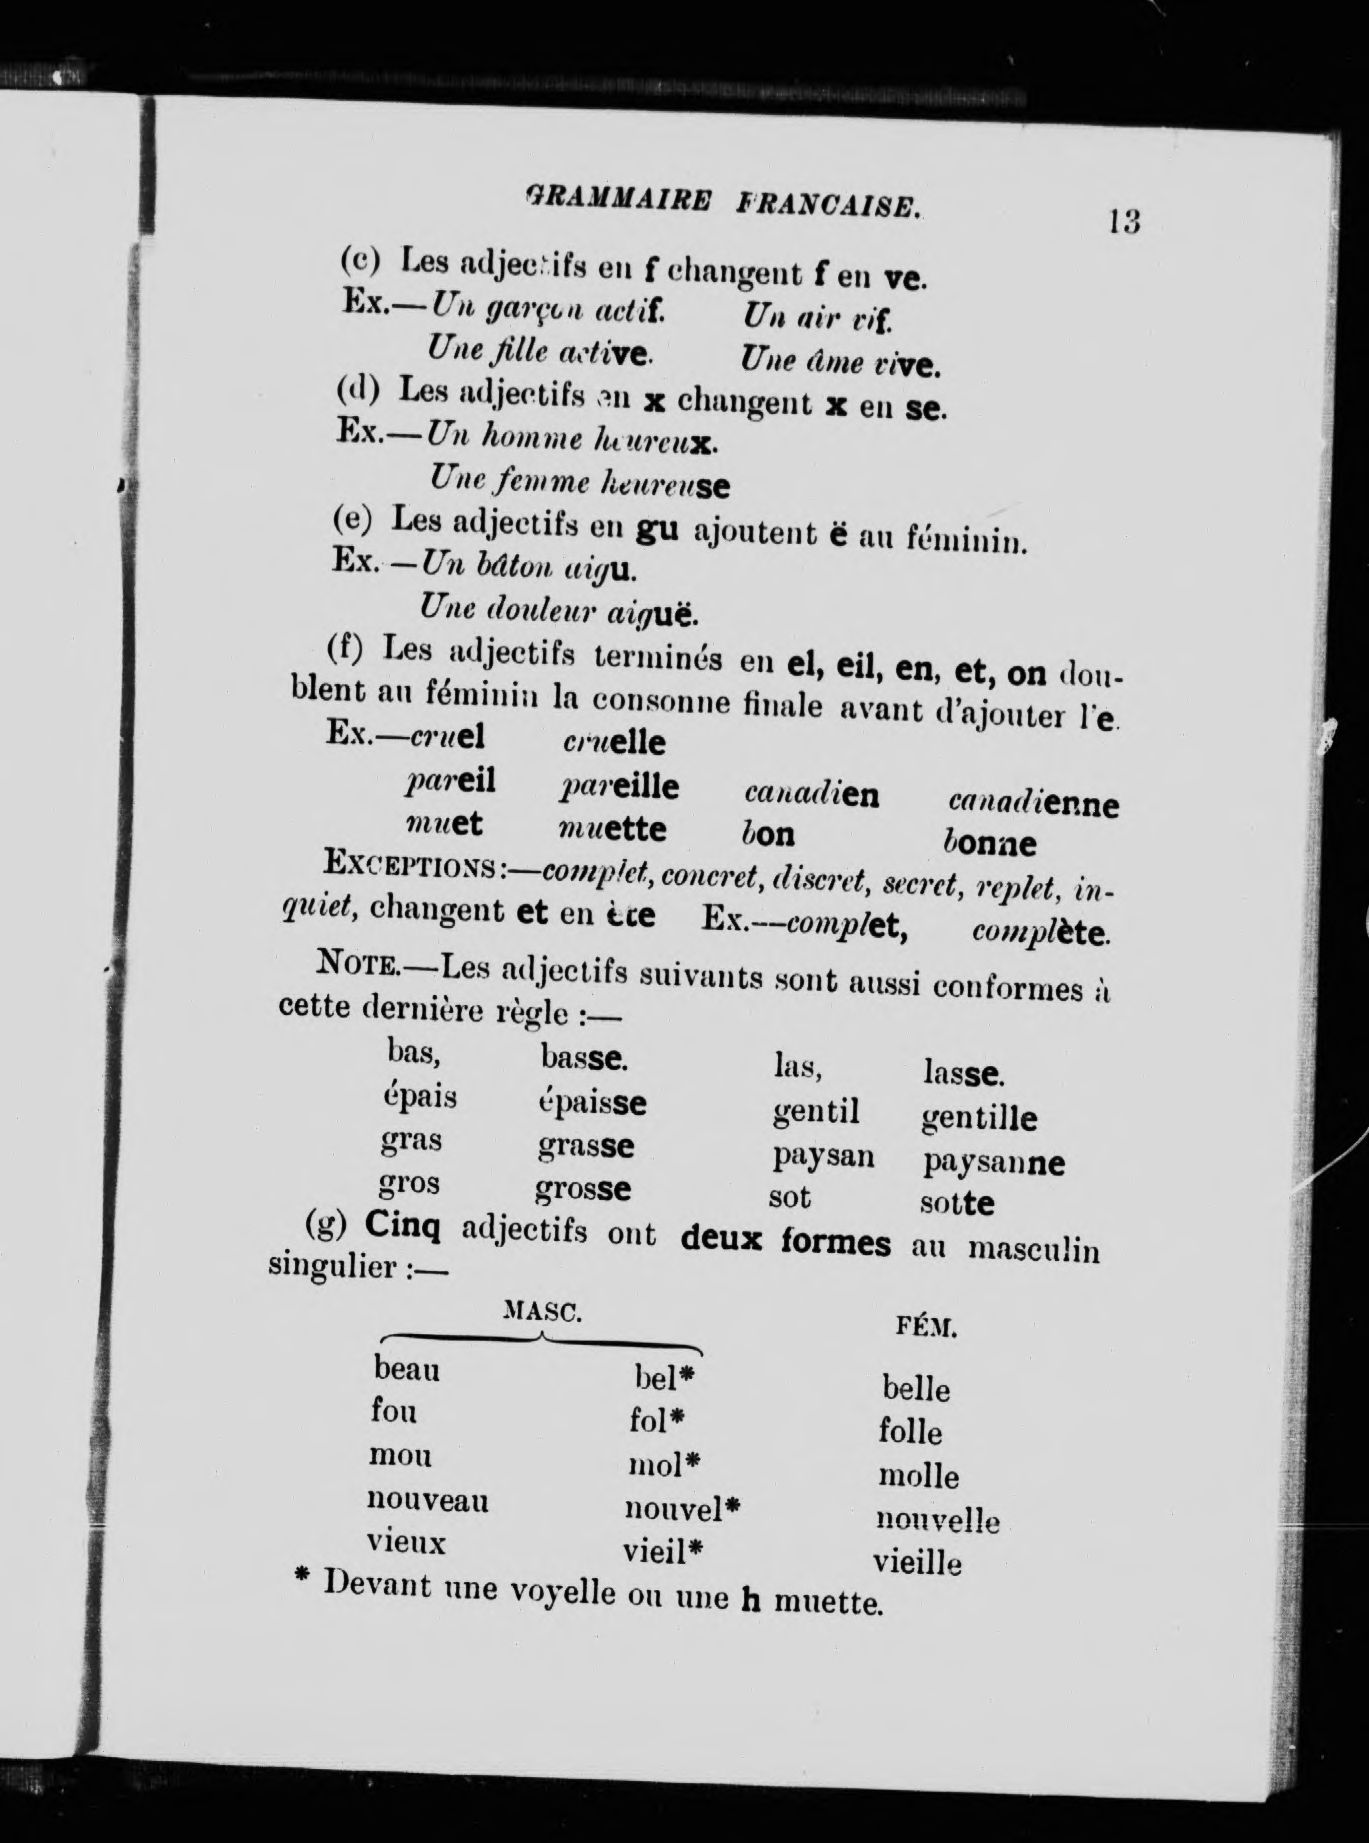 GRAMMAIRE FRANCAISE. 13
(c) Les adjectifs en f changent f en ve.
Ex.—Un garçon actif. Un air vif.
Une fille active. Une âme vive.
(d) Les adjectifs en x changent x en se.
Ex.—Un homme heureux.
Une femme heureuse
(e) Les adjectifs en gu ajoutent ë au féminin.
Ex.—Un bâton aigu.
Une douleur aiguë.
(f) Les adjectifs terminés en el, eil, en, et, on dou-
blent au féminin la consonne finale avant d'ajouter l'e.
Ex.—cruel cruelle
pareil pareille canadien canadienne
muet muette bon bonne
EXCEPTIONS:—complet, concret, discret, secret, replet, in-
quiet, changent et en ète Ex.—complet, complète.
NOTE.—Les adjectifs suivants sont aussi conformes à
cette dernière règle :—
bas, basse. las, lasse.
épais épaisse gentil gentille
gras grasse paysan paysanne
gros grosse sot sotte
(g) Cinq adjectifs ont deux formes au masculin
singulier :—
MASC. FÉM.
beau bel* belle
fou fol* folle
mou mol* molle
nouveau nouvel* nouvelle
vieux vieil* vieille
* Devant une voyelle ou une h muette.